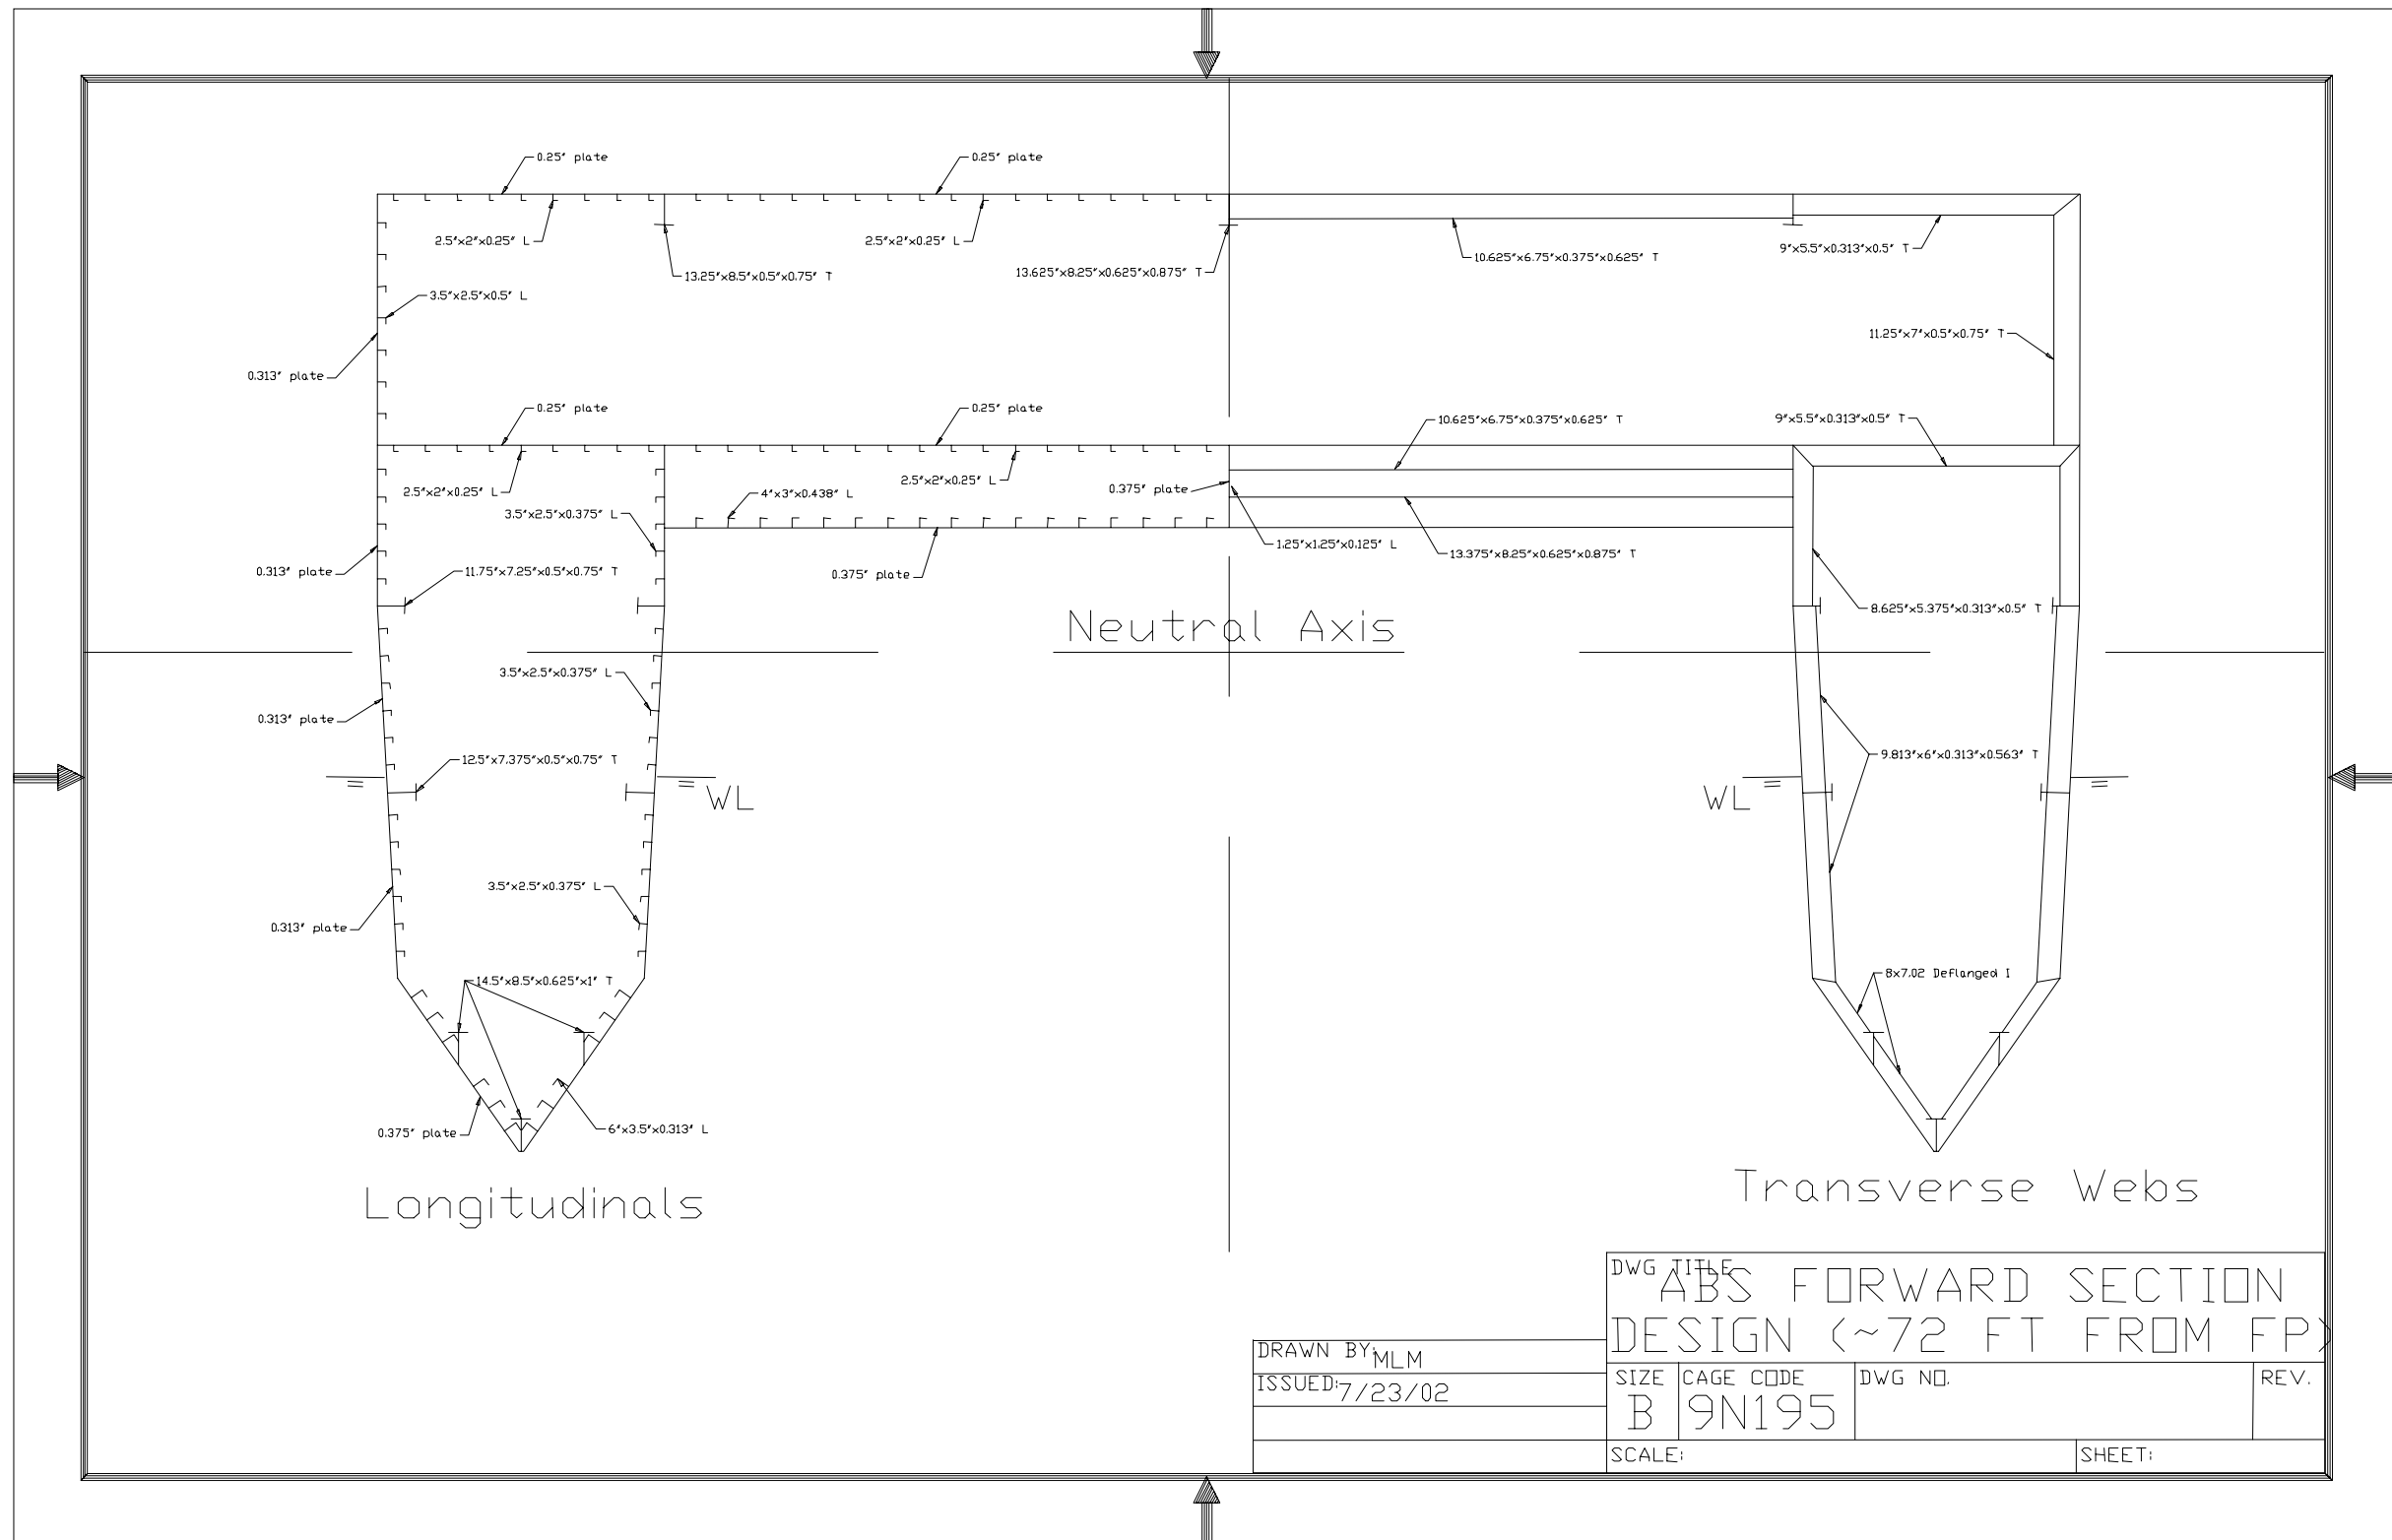 0.25" plate
0.25" plate
2.5"x2"x0.25" L
2.5"x2"x0.25" L
9"x5.5"x0.313"x0.5" T
10.625"x6.75"x0.375"x0.625" T
13.25"x8.5"x0.5"x0.75" T
13.625"x8.25"x0.625"x0.875" T
3.5"x2.5"x0.5" L
11.25"x7"x0.5"x0.75" T
0.313" plate
0.25" plate
0.25" plate
10.625"x6.75"x0.375"x0.625" T
9"x5.5"x0.313"x0.5" T
2.5"x2"x0.25" L
4"x3"x0.438" L
2.5"x2"x0.25" L
0.375" plate
3.5"x2.5"x0.375" L
1.25"x1.25"x0.125" L
13.375"x8.25"x0.625"x0.875" T
0.313" plate
11.75"x7.25"x0.5"x0.75" T
0.375" plate
8.625"x5.375"x0.313"x0.5" T
Neutral Axis
3.5"x2.5"x0.375" L
0.313" plate
12.5"x7.375"x0.5"x0.75" T
9.813"x6"x0.313"x0.563" T
WL
WL
3.5"x2.5"x0.375" L
0.313" plate
14.5"x8.5"x0.625"x1" T
8x7.02 Deflanged I
0.375" plate
6"x3.5"x0.313" L
Longitudinals
Transverse Webs
DWG TITLE
ABS FORWARD SECTION
DESIGN (~72 FT FROM FP)
DRAWN BY: MLM
ISSUED: 7/23/02
SIZE
B
CAGE CODE
9N195
DWG NO.
REV.
SCALE:
SHEET: